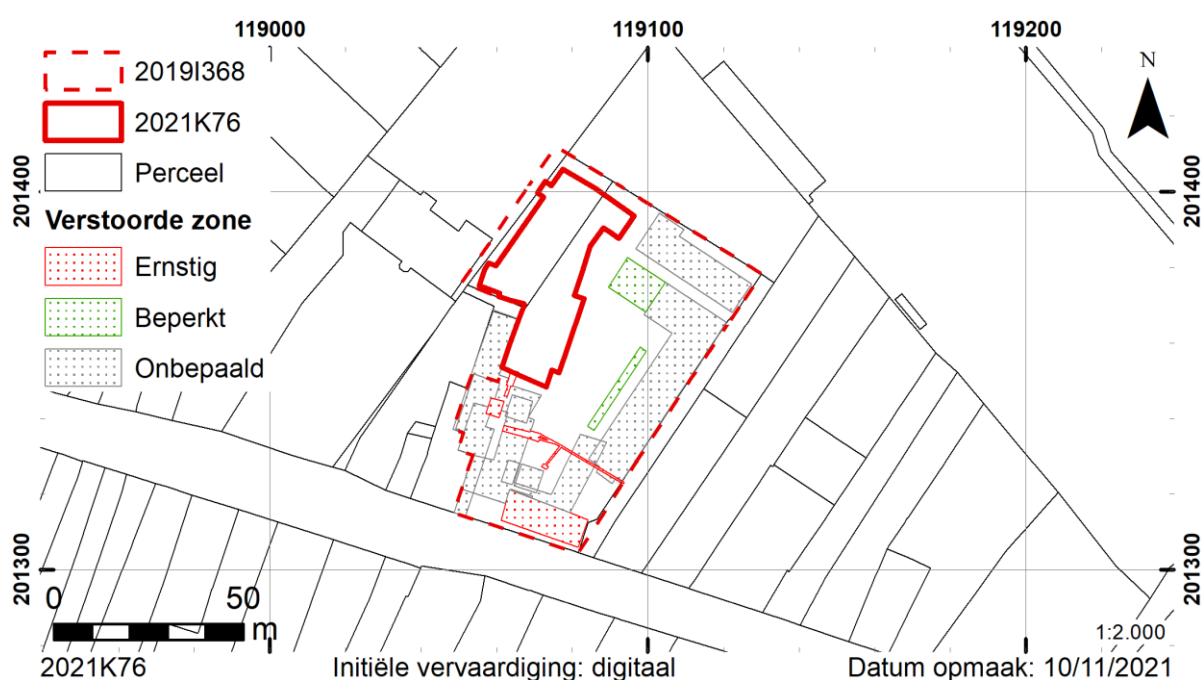 119000 119100 119200
2019I368
N
2021K76
Perceel
201400 201400
Verstoorde zone
Ernstig
Beperkt
Onbepaald
201300 201300
0 50
m
1:2.000
2021K76 Initiële vervaardiging: digitaal Datum opmaak: 10/11/2021